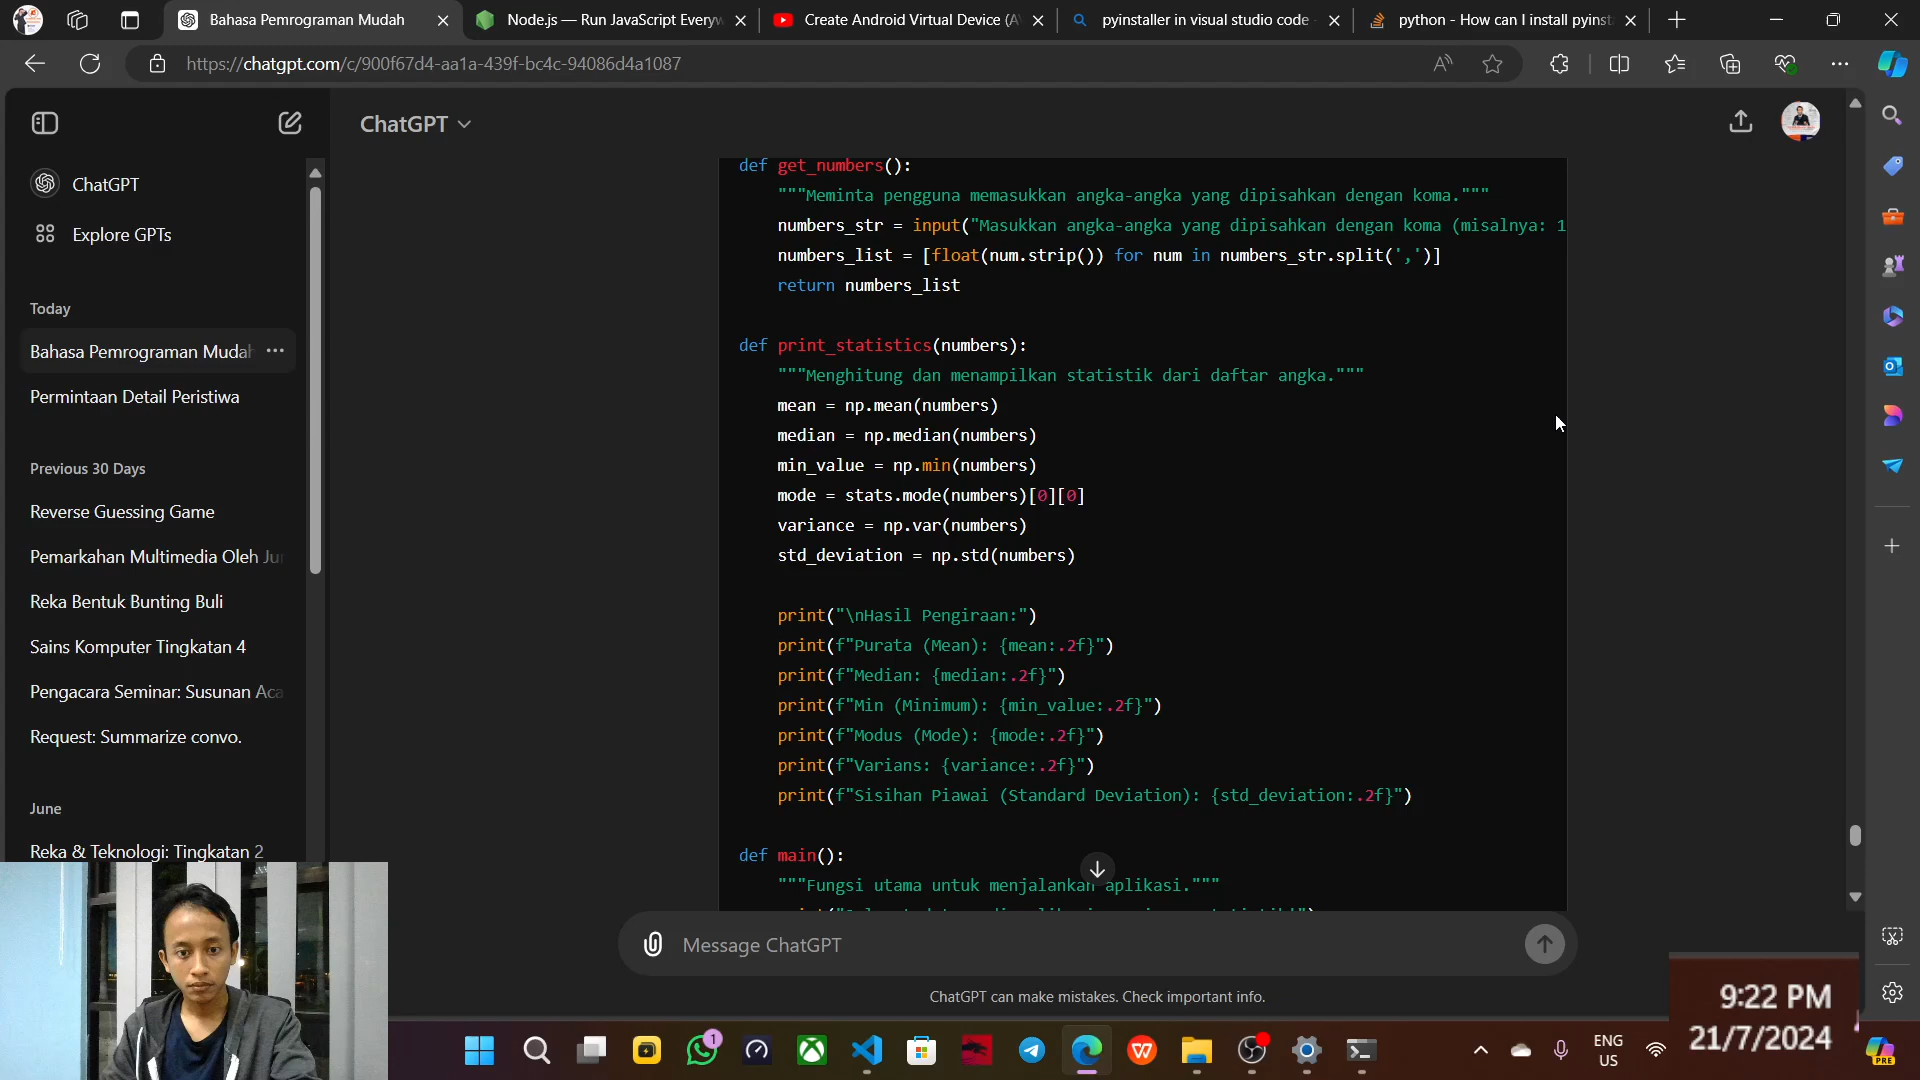 Bahasa Pemrograman Mudah
Node.js — Run JavaScript Everyw
Create Android Virtual Device (A
pyinstaller in visual studio code
python - How can I install pyinst
https://chatgpt.com/c/900f67d4-aa1a-439f-bc4c-94086d4a1087
ChatGPT
ChatGPT
Explore GPTs
Today
Bahasa Pemrograman Mudah
Permintaan Detail Peristiwa
Previous 30 Days
Reverse Guessing Game
Pemarkahan Multimedia Oleh Jur
Reka Bentuk Bunting Buli
Sains Komputer Tingkatan 4
Pengacara Seminar: Susunan Aca
Request: Summarize convo.
June
Reka & Teknologi: Tingkatan 2
def get_numbers():
"""Meminta pengguna memasukkan angka-angka yang dipisahkan dengan koma."""
numbers_str = input("Masukkan angka-angka yang dipisahkan dengan koma (misalnya: 1
numbers_list = [float(num.strip()) for num in numbers_str.split(',')]
return numbers_list
def print_statistics(numbers):
"""Menghitung dan menampilkan statistik dari daftar angka."""
mean = np.mean(numbers)
median = np.median(numbers)
min_value = np.min(numbers)
mode = stats.mode(numbers)[0][0]
variance = np.var(numbers)
std_deviation = np.std(numbers)
print("\nHasil Pengiraan:")
print(f"Purata (Mean): {mean:.2f}")
print(f"Median: {median:.2f}")
print(f"Min (Minimum): {min_value:.2f}")
print(f"Modus (Mode): {mode:.2f}")
print(f"Varians: {variance:.2f}")
print(f"Sisihan Piawai (Standard Deviation): {std_deviation:.2f}")
def main():
"""Fungsi utama untuk menjalankan aplikasi."""
Message ChatGPT
ChatGPT can make mistakes. Check important info.
1
ENG
US
9:22 PM
21/7/2024
PRE